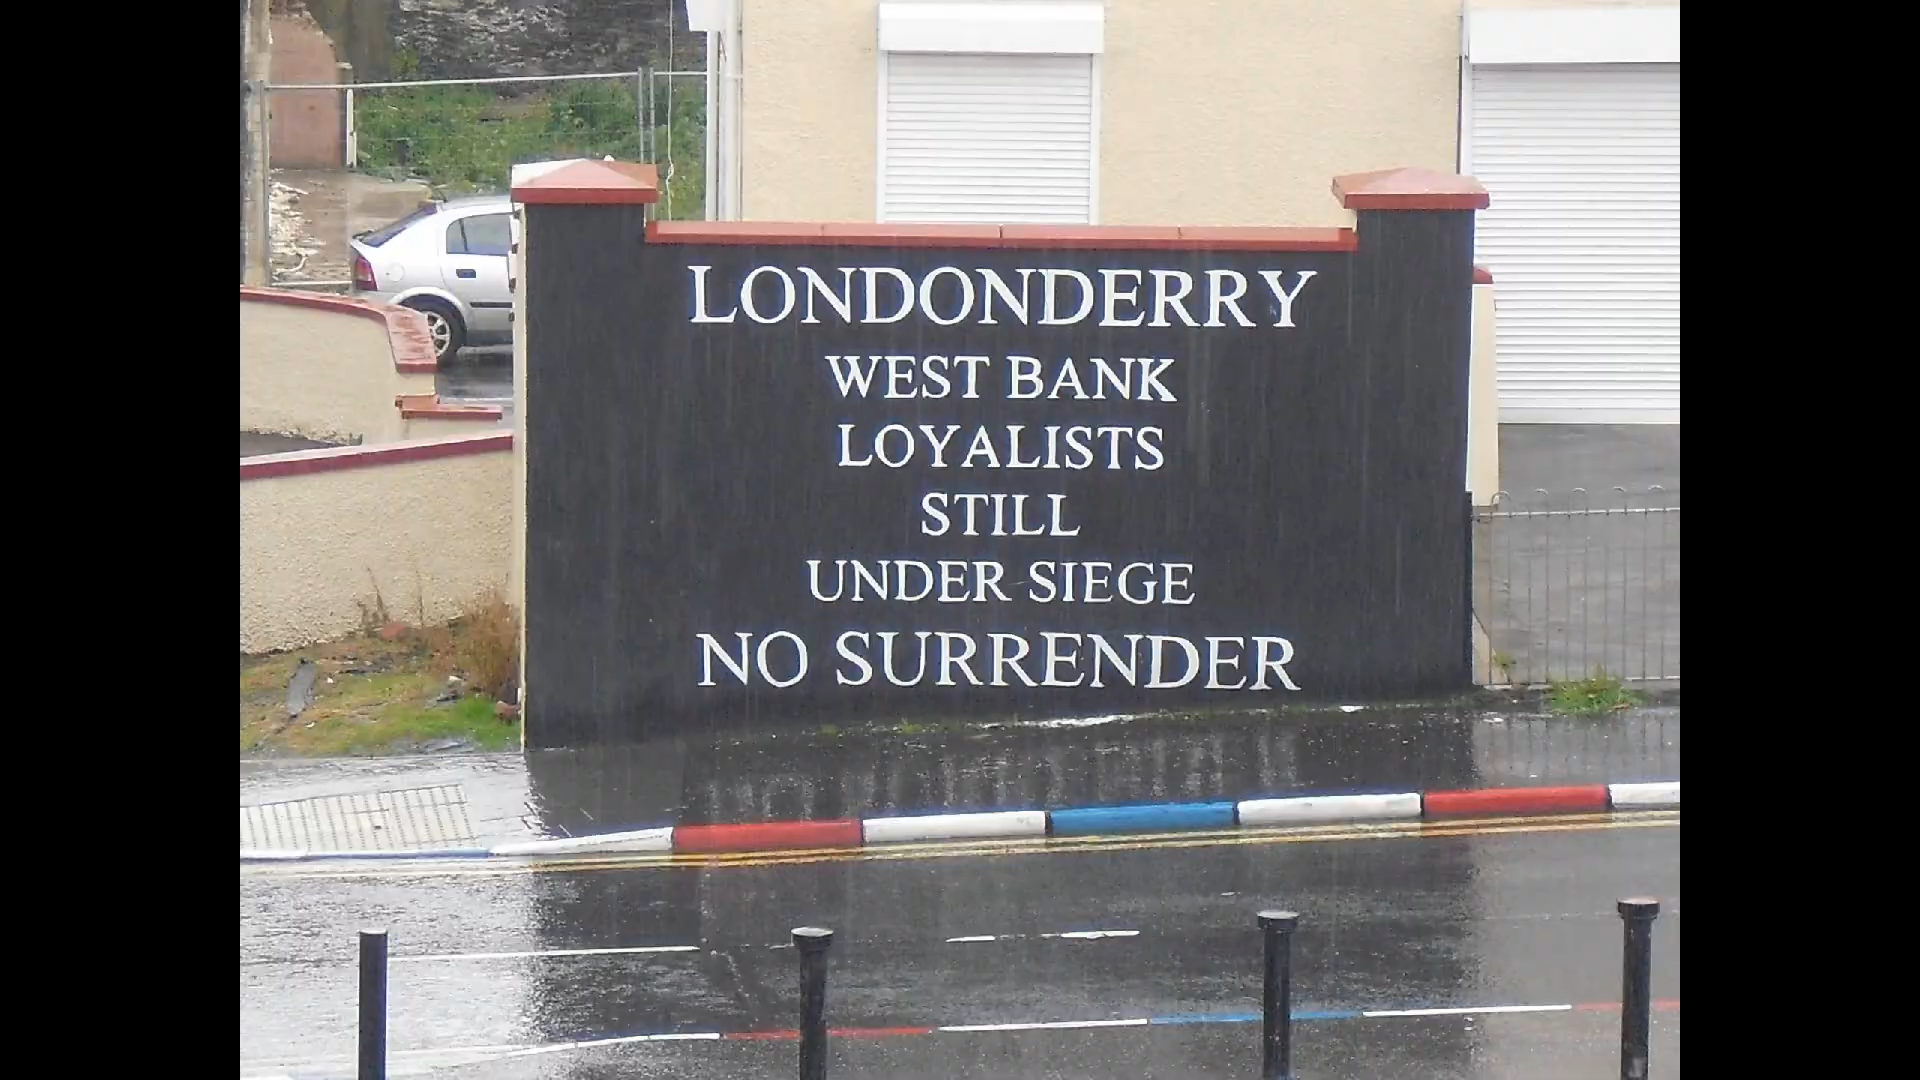 LONDONDERRY
WEST BANK
LOYALISTS
STILL
UNDER SIEGE
NO SURRENDER